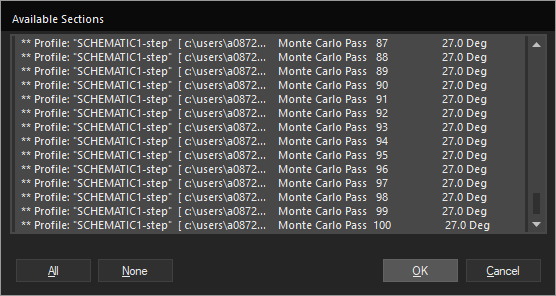 Available Sections
** Profile: "SCHEMATIC1-step" [ c:\users\a0872... Monte Carlo Pass 87 27.0 Deg
** Profile: "SCHEMATIC1-step" [ c:\users\a0872... Monte Carlo Pass 88 27.0 Deg
** Profile: "SCHEMATIC1-step" [ c:\users\a0872... Monte Carlo Pass 89 27.0 Deg
** Profile: "SCHEMATIC1-step" [ c:\users\a0872... Monte Carlo Pass 90 27.0 Deg
** Profile: "SCHEMATIC1-step" [ c:\users\a0872... Monte Carlo Pass 91 27.0 Deg
** Profile: "SCHEMATIC1-step" [ c:\users\a0872... Monte Carlo Pass 92 27.0 Deg
** Profile: "SCHEMATIC1-step" [ c:\users\a0872... Monte Carlo Pass 93 27.0 Deg
** Profile: "SCHEMATIC1-step" [ c:\users\a0872... Monte Carlo Pass 94 27.0 Deg
** Profile: "SCHEMATIC1-step" [ c:\users\a0872... Monte Carlo Pass 95 27.0 Deg
** Profile: "SCHEMATIC1-step" [ c:\users\a0872... Monte Carlo Pass 96 27.0 Deg
** Profile: "SCHEMATIC1-step" [ c:\users\a0872... Monte Carlo Pass 97 27.0 Deg
** Profile: "SCHEMATIC1-step" [ c:\users\a0872... Monte Carlo Pass 98 27.0 Deg
** Profile: "SCHEMATIC1-step" [ c:\users\a0872... Monte Carlo Pass 99 27.0 Deg
** Profile: "SCHEMATIC1-step" [ c:\users\a0872... Monte Carlo Pass 100 27.0 Deg
All None OK Cancel